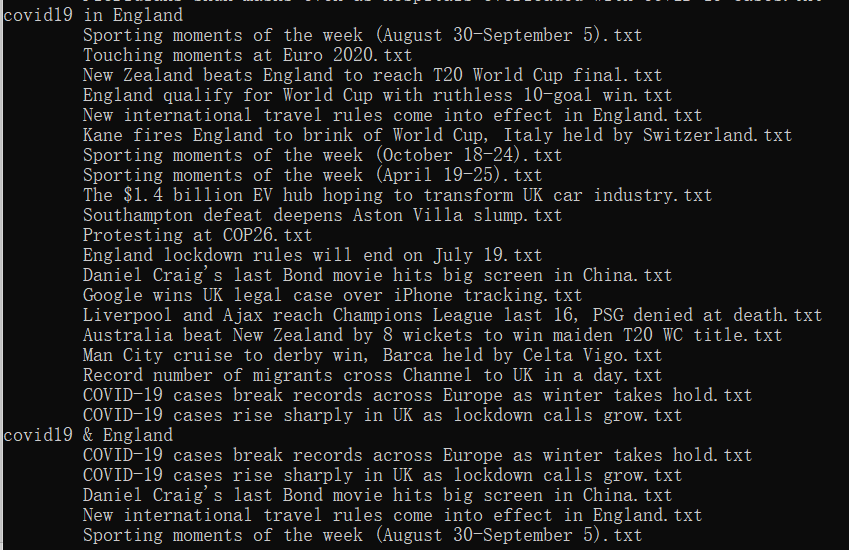 covid19 in England
Sporting moments of the week (August 30-September 5).txt
Touching moments at Euro 2020.txt
New Zealand beats England to reach T20 World Cup final.txt
England qualify for World Cup with ruthless 10-goal win.txt
New international travel rules come into effect in England.txt
Kane fires England to brink of World Cup, Italy held by Switzerland.txt
Sporting moments of the week (October 18-24).txt
Sporting moments of the week (April 19-25).txt
The $1.4 billion EV hub hoping to transform UK car industry.txt
Southampton defeat deepens Aston Villa slump.txt
Protesting at COP26.txt
England lockdown rules will end on July 19.txt
Daniel Craig's last Bond movie hits big screen in China.txt
Google wins UK legal case over iPhone tracking.txt
Liverpool and Ajax reach Champions League last 16, PSG denied at death.txt
Australia beat New Zealand by 8 wickets to win maiden T20 WC title.txt
Man City cruise to derby win, Barca held by Celta Vigo.txt
Record number of migrants cross Channel to UK in a day.txt
COVID-19 cases break records across Europe as winter takes hold.txt
COVID-19 cases rise sharply in UK as lockdown calls grow.txt
covid19 & England
COVID-19 cases break records across Europe as winter takes hold.txt
COVID-19 cases rise sharply in UK as lockdown calls grow.txt
Daniel Craig's last Bond movie hits big screen in China.txt
New international travel rules come into effect in England.txt
Sporting moments of the week (August 30-September 5).txt